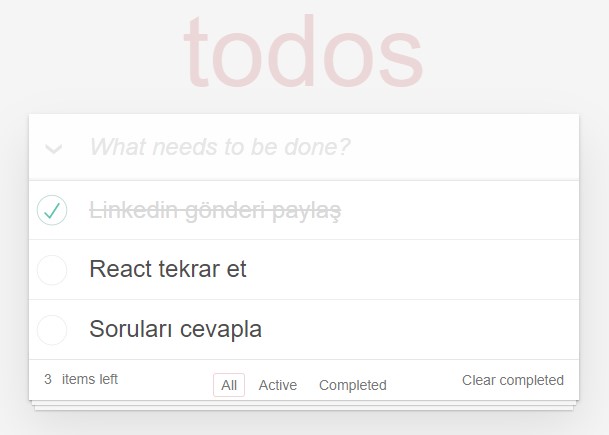 todos
What needs to be done?
Linkedin gönderi paylaş
React tekrar et
Soruları cevapla
3 items left All Active Completed Clear completed